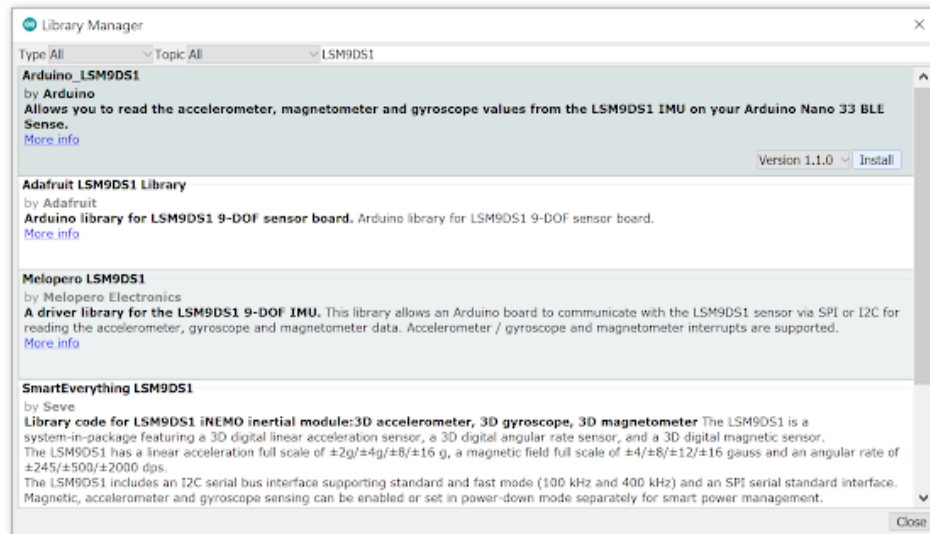 Library Manager
Type All Topic All LSM9DS1
Arduino_LSM9DS1
by Arduino
Allows you to read the accelerometer, magnetometer and gyroscope values from the LSM9DS1 IMU on your Arduino Nano 33 BLE
Sense.
More info
Version 1.1.0 Install
Adafruit LSM9DS1 Library
by Adafruit
Arduino library for LSM9DS1 9-DOF sensor board. Arduino library for LSM9DS1 9-DOF sensor board.
More info
Melopero LSM9DS1
by Melopero Electronics
A driver library for the LSM9DS1 9-DOF IMU. This library allows an Arduino board to communicate with the LSM9DS1 sensor via SPI or I2C for
reading the accelerometer, gyroscope and magnetometer data. Accelerometer / gyroscope and magnetometer interrupts are supported.
More info
SmartEverything LSM9DS1
by Seve
Library code for LSM9DS1 iNEMO inertial module:3D accelerometer, 3D gyroscope, 3D magnetometer The LSM9DS1 is a
system-in-package featuring a 3D digital linear acceleration sensor, a 3D digital angular rate sensor, and a 3D digital magnetic sensor.
The LSM9DS1 has a linear acceleration full scale of ±2g/±4g/±8/±16 g, a magnetic field full scale of ±4/±8/±12/±16 gauss and an angular rate of
±245/±500/±2000 dps.
The LSM9DS1 includes an I2C serial bus interface supporting standard and fast mode (100 kHz and 400 kHz) and an SPI serial standard interface.
Magnetic, accelerometer and gyroscope sensing can be enabled or set in power-down mode separately for smart power management.
Close